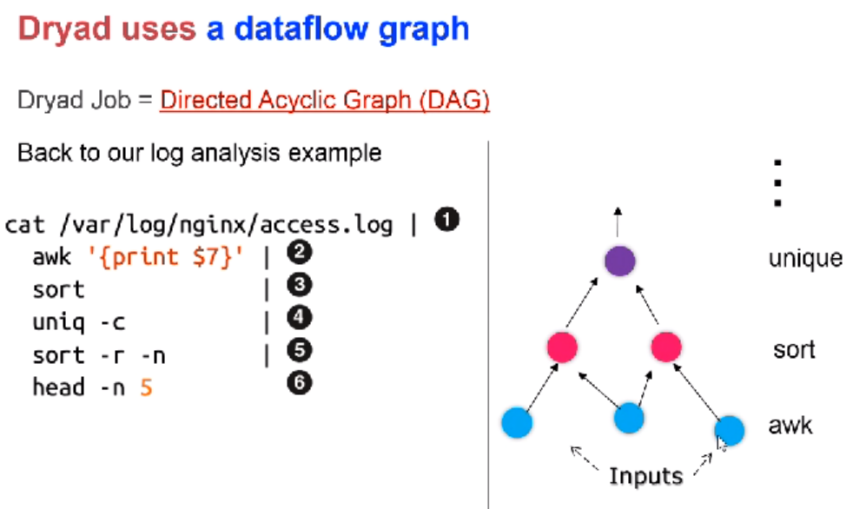 Dryad uses a dataflow graph
Dryad Job = Directed Acyclic Graph (DAG)
Back to our log analysis example
cat /var/log/nginx/access.log | 1
awk '{print $7}' | 2
sort | 3
uniq -c | 4
sort -r -n | 5
head -n 5 6
unique
sort
awk
Inputs